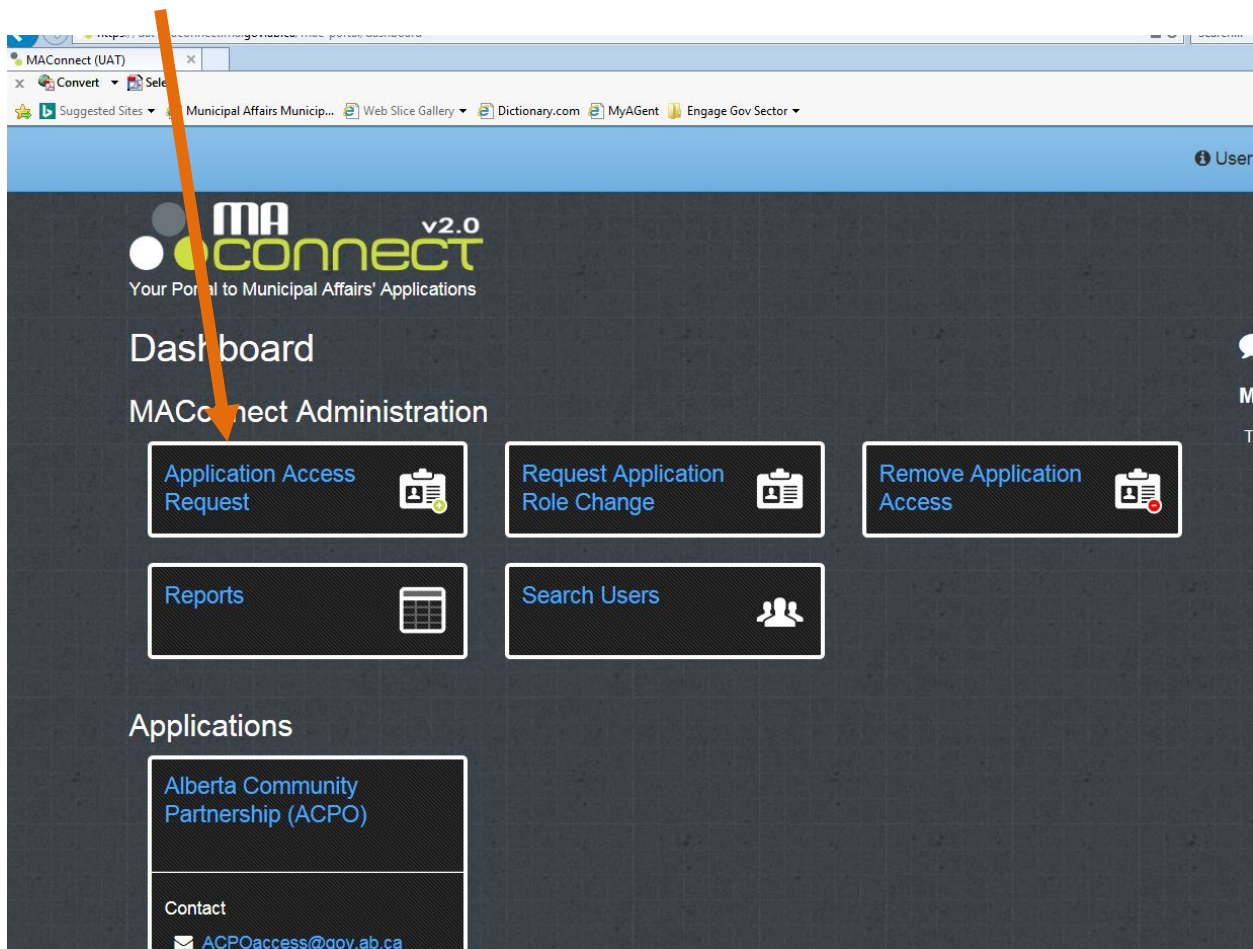 MAConnect (UAT)
Convert
Suggested Sites Municipal Affairs Municip... Web Slice Gallery Dictionary.com MyAGent Engage Gov Sector
User
MA
connect v2.0
Your Portal to Municipal Affairs' Applications
Dashboard
MAConnect Administration
Application Access
Request
Request Application
Role Change
Remove Application
Access
Reports
Search Users
Applications
Alberta Community
Partnership (ACPO)
Contact
ACPOaccess@gov.ab.ca